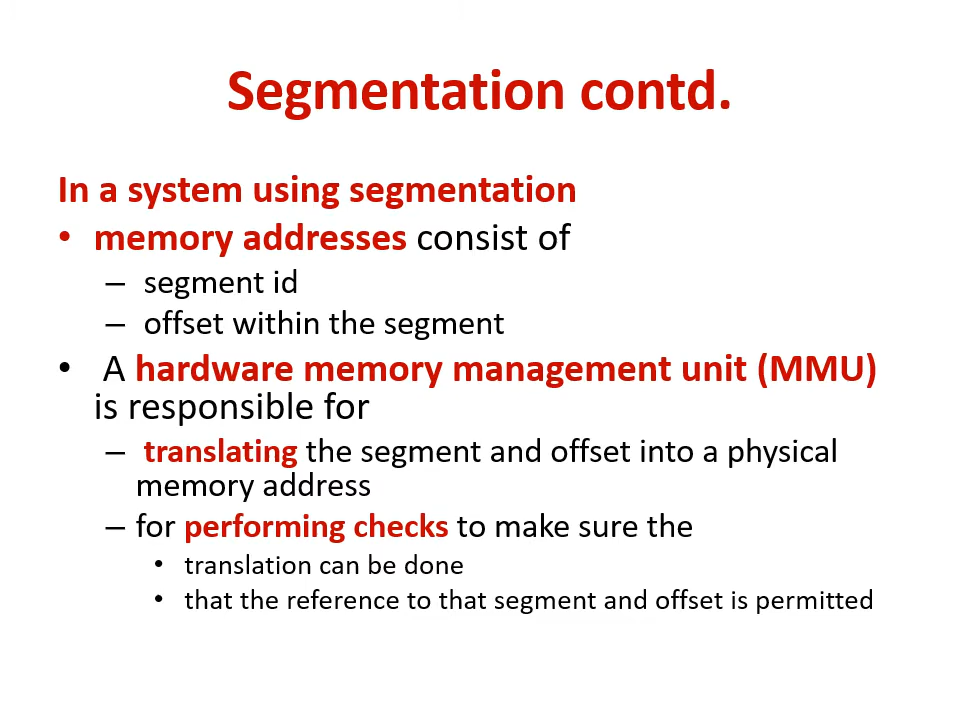 Segmentation contd.
In a system using segmentation
• memory addresses consist of
– segment id
– offset within the segment
• A hardware memory management unit (MMU)
is responsible for
– translating the segment and offset into a physical
memory address
– for performing checks to make sure the
• translation can be done
• that the reference to that segment and offset is permitted